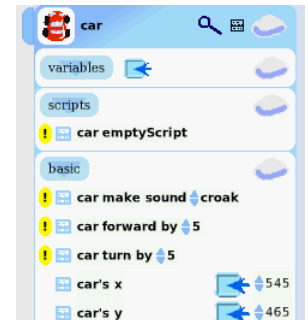 car
variables
scripts
! car emptyScript
basic
! car make sound croak
! car forward by 5
! car turn by 5
car's x 545
car's y 465